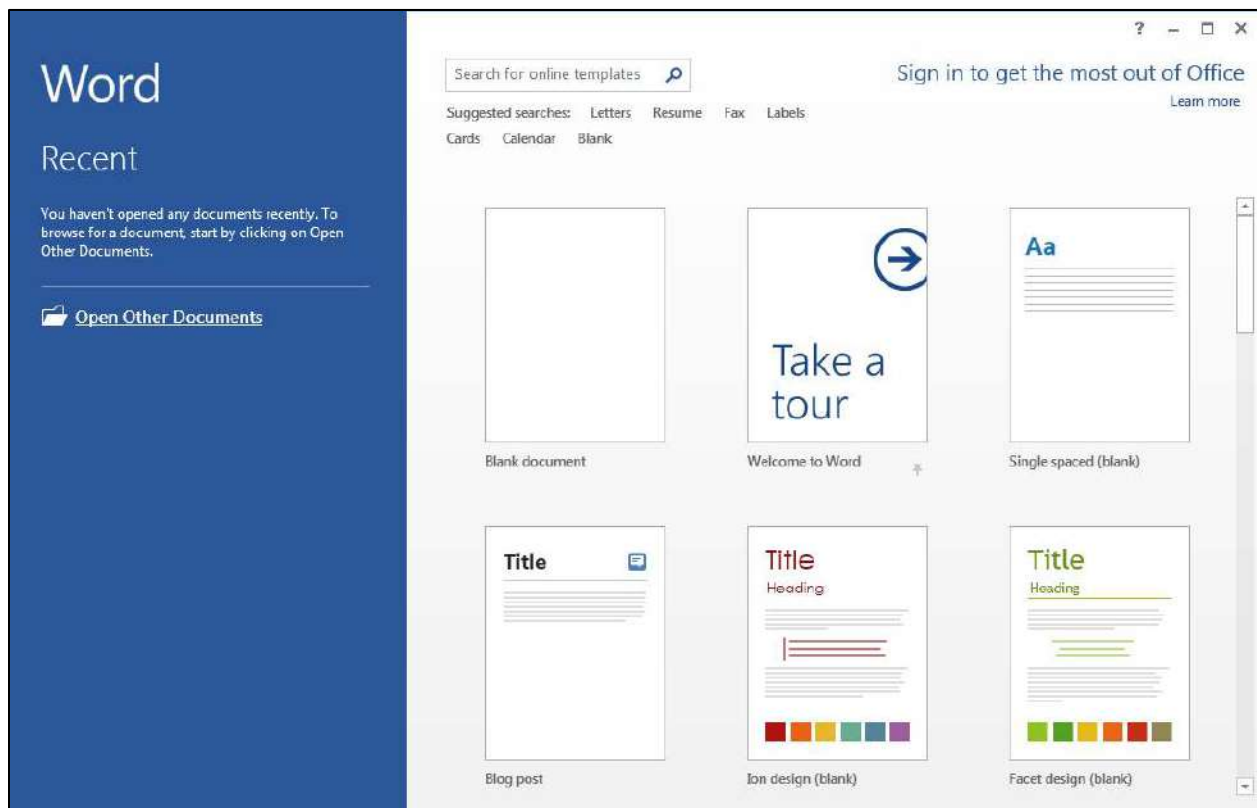 Word
Recent
You haven't opened any documents recently. To
browse for a document, start by clicking on Open
Other Documents.
Open Other Documents
?
Search for online templates
Sign in to get the most out of Office
Learn more
Suggested searches: Letters Resume Fax Labels
Cards Calendar Blank
Take a
tour
Aa
Blank document Welcome to Word Single spaced (blank)
Title
Title
Heading
Title
Heading
Blog post Ion design (blank) Facet design (blank)